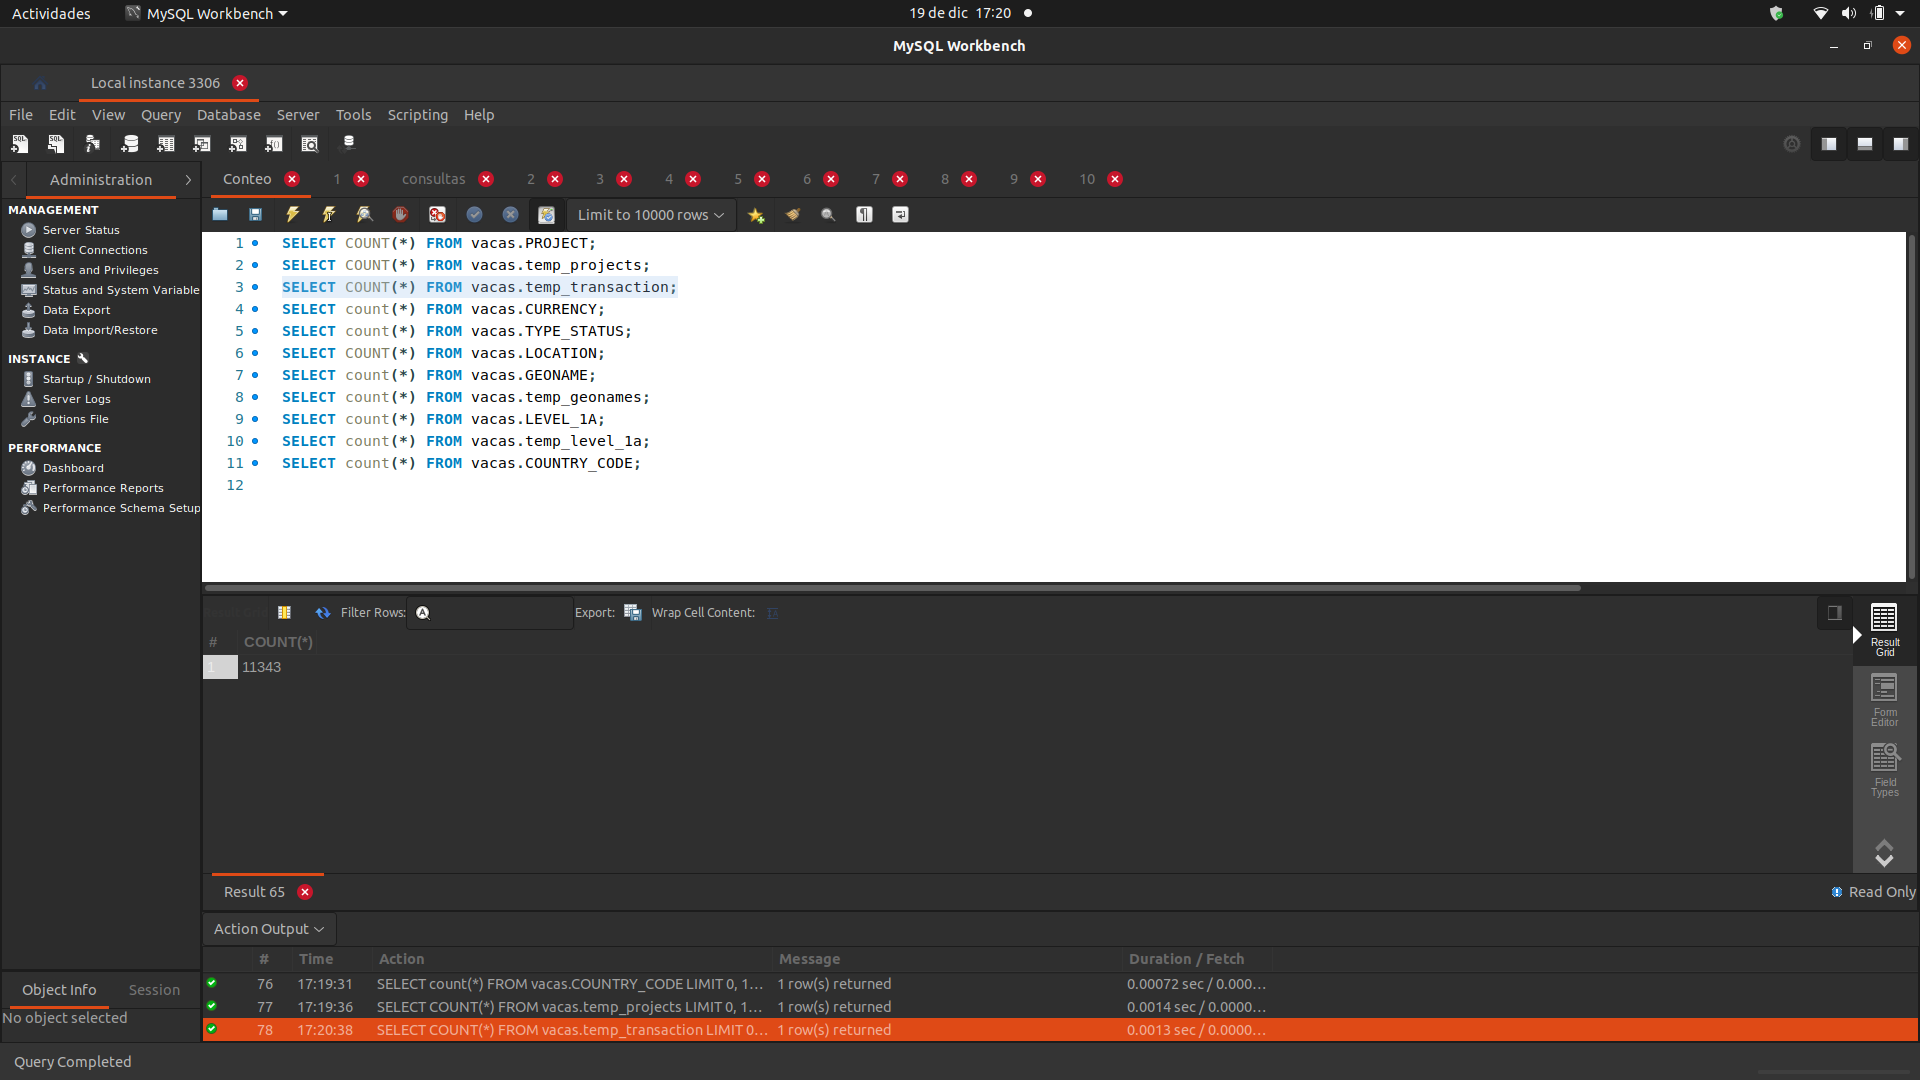 Actividades MySQL Workbench 19 de dic 17:20
MySQL Workbench
Local instance 3306
File Edit View Query Database Server Tools Scripting Help
Administration
Conteo 1 consultas 2 3 4 5 6 7 8 9 10
MANAGEMENT
Server Status
Client Connections
Users and Privileges
Status and System Variable
Data Export
Data Import/Restore
INSTANCE
Startup / Shutdown
Server Logs
Options File
PERFORMANCE
Dashboard
Performance Reports
Performance Schema Setup
Limit to 10000 rows
1 SELECT COUNT(*) FROM vacas.PROJECT;
2 SELECT COUNT(*) FROM vacas.temp_projects;
3 SELECT COUNT(*) FROM vacas.temp_transaction;
4 SELECT count(*) FROM vacas.CURRENCY;
5 SELECT count(*) FROM vacas.TYPE_STATUS;
6 SELECT COUNT(*) FROM vacas.LOCATION;
7 SELECT count(*) FROM vacas.GEONAME;
8 SELECT count(*) FROM vacas.temp_geonames;
9 SELECT count(*) FROM vacas.LEVEL_1A;
10 SELECT count(*) FROM vacas.temp_level_1a;
11 SELECT count(*) FROM vacas.COUNTRY_CODE;
12
Filter Rows: Export: Wrap Cell Content:
# COUNT(*)
1 11343
Result Grid
Form Editor
Field Types
Result 65
Read Only
Action Output
# Time Action Message Duration / Fetch
76 17:19:31 SELECT count(*) FROM vacas.COUNTRY_CODE LIMIT 0, 1... 1 row(s) returned 0.00072 sec / 0.000...
77 17:19:36 SELECT COUNT(*) FROM vacas.temp_projects LIMIT 0, 1... 1 row(s) returned 0.0014 sec / 0.0000...
78 17:20:38 SELECT COUNT(*) FROM vacas.temp_transaction LIMIT 0... 1 row(s) returned 0.0013 sec / 0.0000...
Object Info Session
No object selected
Query Completed